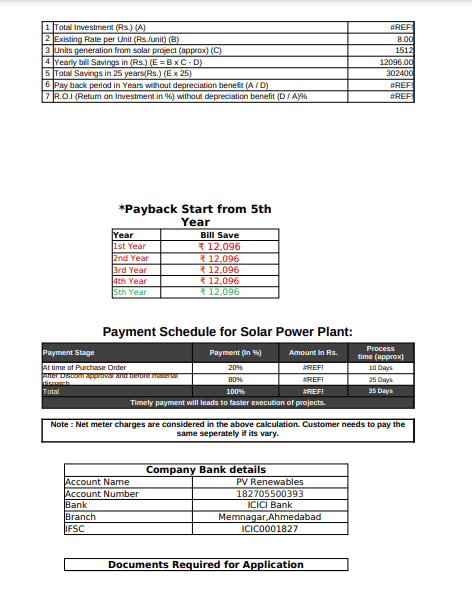 1 Total Investment (Rs.) (A) #REF!
2 Existing Rate per Unit (Rs./unit) (B) 8.00
3 Units generation from solar project (approx) (C) 1512
4 Yearly bill Savings in (Rs.) (E = B x C - D) 12096.00
5 Total Savings in 25 years(Rs.) (E x 25) 302400
6 Pay back period in Years without depreciation benefit (A / D) #REF!
7 R.O.I (Return on Investment in %) without depreciation benefit (D / A)% #REF!
*Payback Start from 5th
Year
Year Bill Save
1st Year ₹ 12,096
2nd Year ₹ 12,096
3rd Year ₹ 12,096
4th Year ₹ 12,096
5th Year ₹ 12,096
Payment Schedule for Solar Power Plant:
Payment Stage Payment (In %) Amount In Rs. Process
time (approx)
At time of Purchase Order 20% #REF! 10 Days
After Discom approval and before material
dispatch 80% #REF! 25 Days
Total 100% #REF! 35 Days
Timely payment will leads to faster execution of projects.
Note : Net meter charges are considered in the above calculation. Customer needs to pay the
same seperately if its vary.
Company Bank details
Account Name PV Renewables
Account Number 182705500393
Bank ICICI Bank
Branch Memnagar,Ahmedabad
IFSC ICIC0001827
Documents Required for Application